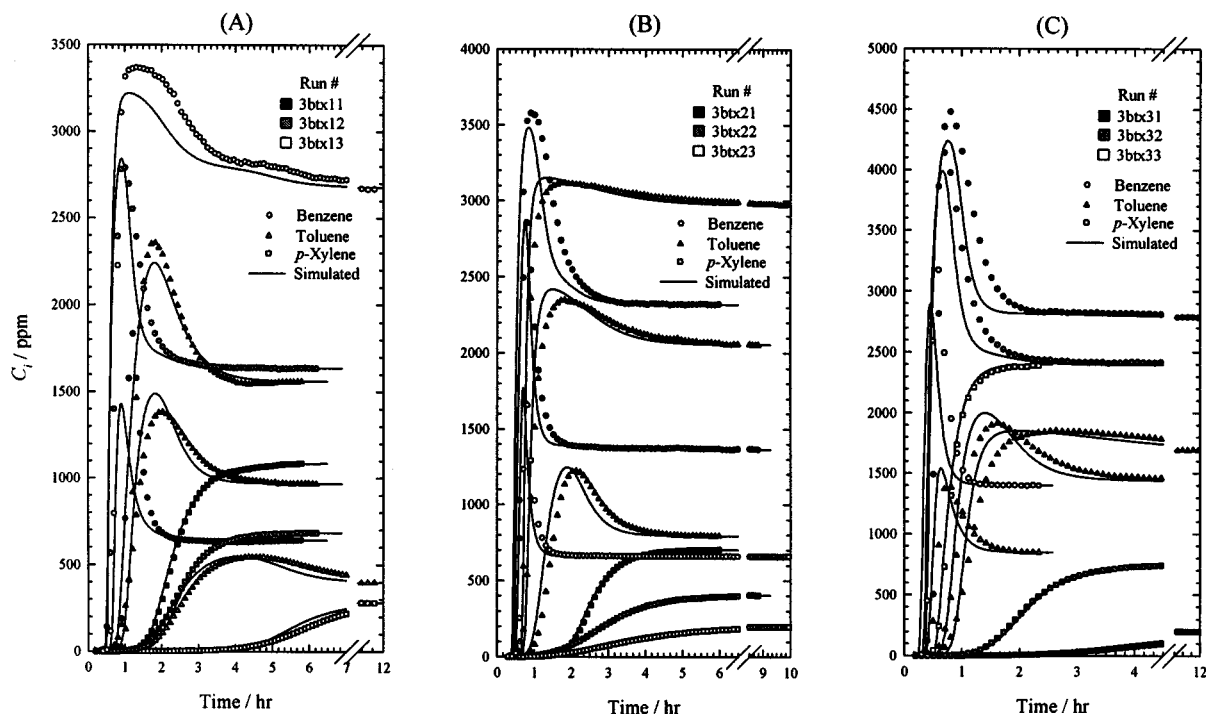 (A)
3500
3000
2500
2000
1500
1000
500
0
C_i / ppm
Run #
3btx11
3btx12
3btx13
Benzene
Toluene
p-Xylene
Simulated
0 1 2 3 4 5 6 7 12
Time / hr
(B)
4000
3500
3000
2500
2000
1500
1000
500
0
Run #
3btx21
3btx22
3btx23
Benzene
Toluene
p-Xylene
Simulated
0 1 2 3 4 5 6 9 10
Time / hr
(C)
5000
4500
4000
3500
3000
2500
2000
1500
1000
500
0
Run #
3btx31
3btx32
3btx33
Benzene
Toluene
p-Xylene
Simulated
0 1 2 3 4 12
Time / hr